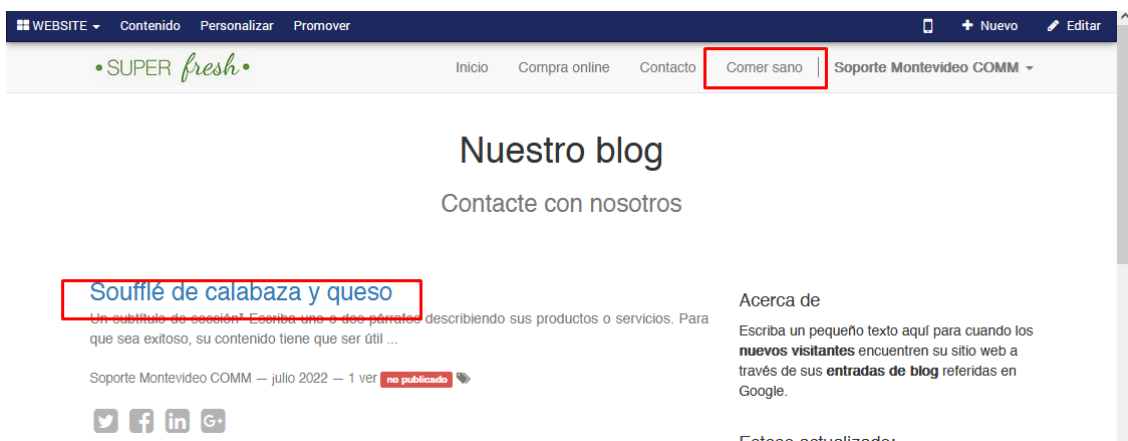 WEBSITE Contenido Personalizar Promover + Nuevo Editar
•SUPER fresh• Inicio Compra online Contacto Comer sano Soporte Montevideo COMM
Nuestro blog
Contacte con nosotros
Soufflé de calabaza y queso
Un subtítulo de sección* Escriba uno o dos párrafos describiendo sus productos o servicios. Para
que sea exitoso, su contenido tiene que ser útil ...
Soporte Montevideo COMM — julio 2022 — 1 ver no publicado
Acerca de
Escriba un pequeño texto aquí para cuando los
nuevos visitantes encuentren su sitio web a
través de sus entradas de blog referidas en
Google.